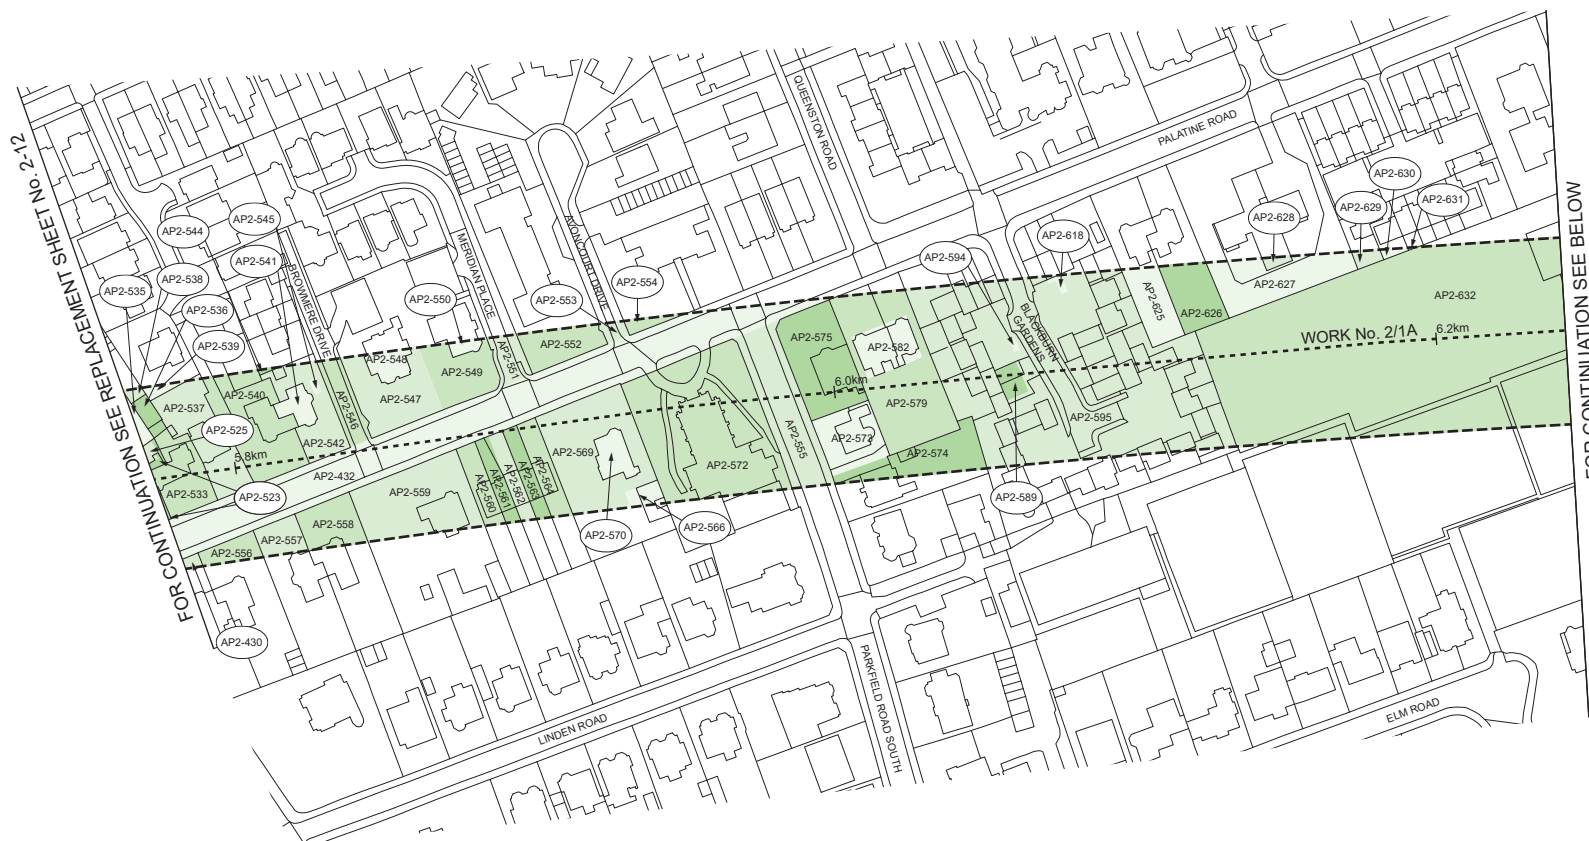 FOR CONTINUATION SEE REPLACEMENT SHEET No. 2-12
QUEENSTON ROAD
PALATINE ROAD
AP2-630
AP2-544
AP2-545
AP2-629
AP2-631
AP2-628
AP2-541
AP2-618
MERIDIAN PLACE
AVONCOURT DRIVE
AP2-594
AP2-535
AP2-538
AP2-536
AP2-539
BROWMERE DRIVE
AP2-550
AP2-553
AP2-554
AP2-625
AP2-627
AP2-626
AP2-632
BLACKBURN
GARDENS
WORK No. 2/1A
6.2km
AP2-575
AP2-582
AP2-552
AP2-551
AP2-548
AP2-549
AP2-547
AP2-546
AP2-540
AP2-537
AP2-525
AP2-542
5.8km
6.0km
AP2-579
AP2-595
AP2-573
AP2-574
AP2-555
AP2-572
AP2-569
AP2-564
AP2-563
AP2-562
AP2-561
AP2-560
AP2-432
AP2-559
AP2-533
AP2-523
AP2-589
AP2-558
AP2-557
AP2-556
AP2-570
AP2-566
AP2-430
LINDEN ROAD
PARKFIELD ROAD SOUTH
ELM ROAD
FOR CONTINUATION SEE BELOW